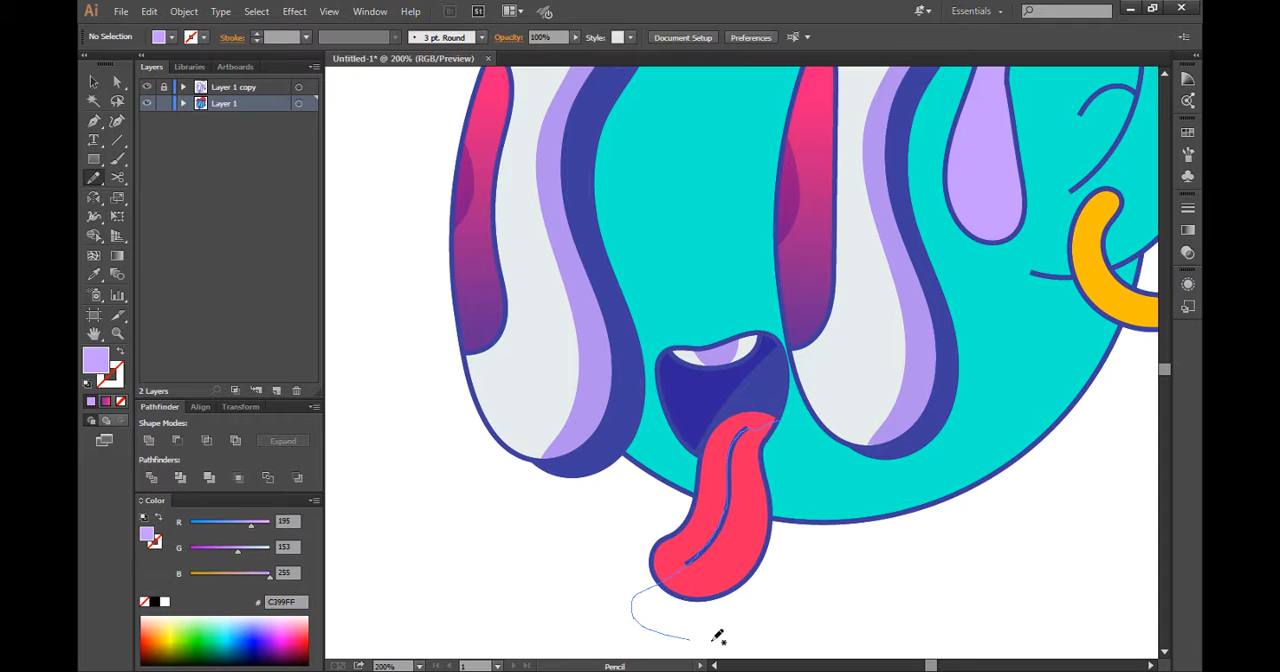 Ai File Edit Object Type Select Effect View Window Help Br St Essentials
No Selection Stroke: 3 pt. Round Opacity: 100% Style: Document Setup Preferences
Layers Libraries Artboards
Untitled-1* @ 200% (RGB/Preview) ×
Layer 1 copy
Layer 1
2 Layers
Pathfinder Align Transform
Shape Modes:
Expand
Pathfinders:
Color
R 195
G 153
B 255
# C399FF
200% 1 Pencil